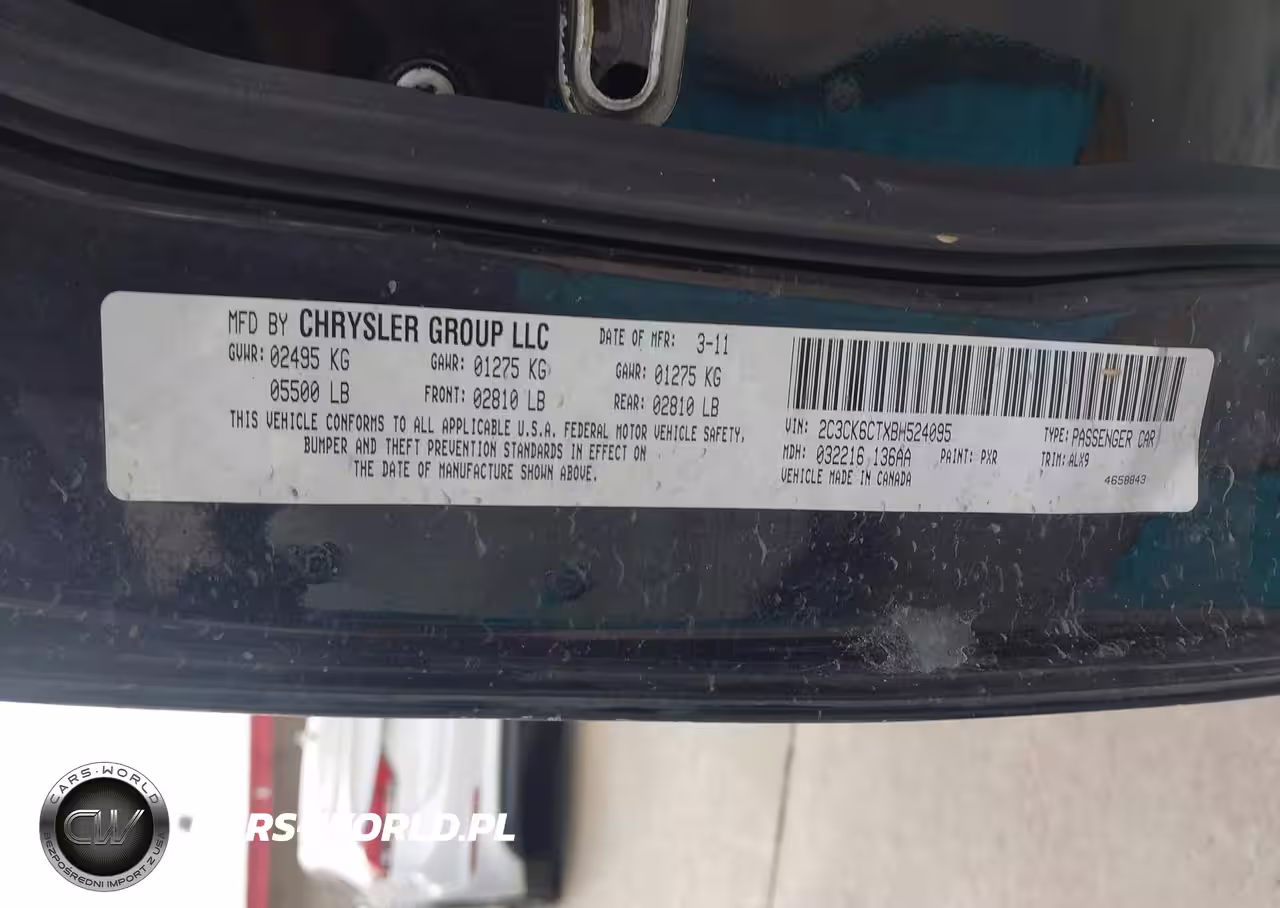 MFD BY CHRYSLER GROUP LLC DATE OF MFR: 3-11
GVWR: 02495 KG GAWR: 01275 KG GAWR: 01275 KG
05500 LB FRONT: 02810 LB REAR: 02810 LB
THIS VEHICLE CONFORMS TO ALL APPLICABLE U.S.A. FEDERAL MOTOR VEHICLE SAFETY,
BUMPER AND THEFT PREVENTION STANDARDS IN EFFECT ON
THE DATE OF MANUFACTURE SHOWN ABOVE.
VIN: 2C3CK6CTXBH524095 TYPE: PASSENGER CAR
MDH: 032216 136AA PAINT: PXR TRIM: ALX9
VEHICLE MADE IN CANADA 4658843
CARS-WORLD
CW
BEZPOŚREDNI IMPORT Z USA
CARS-WORLD.PL